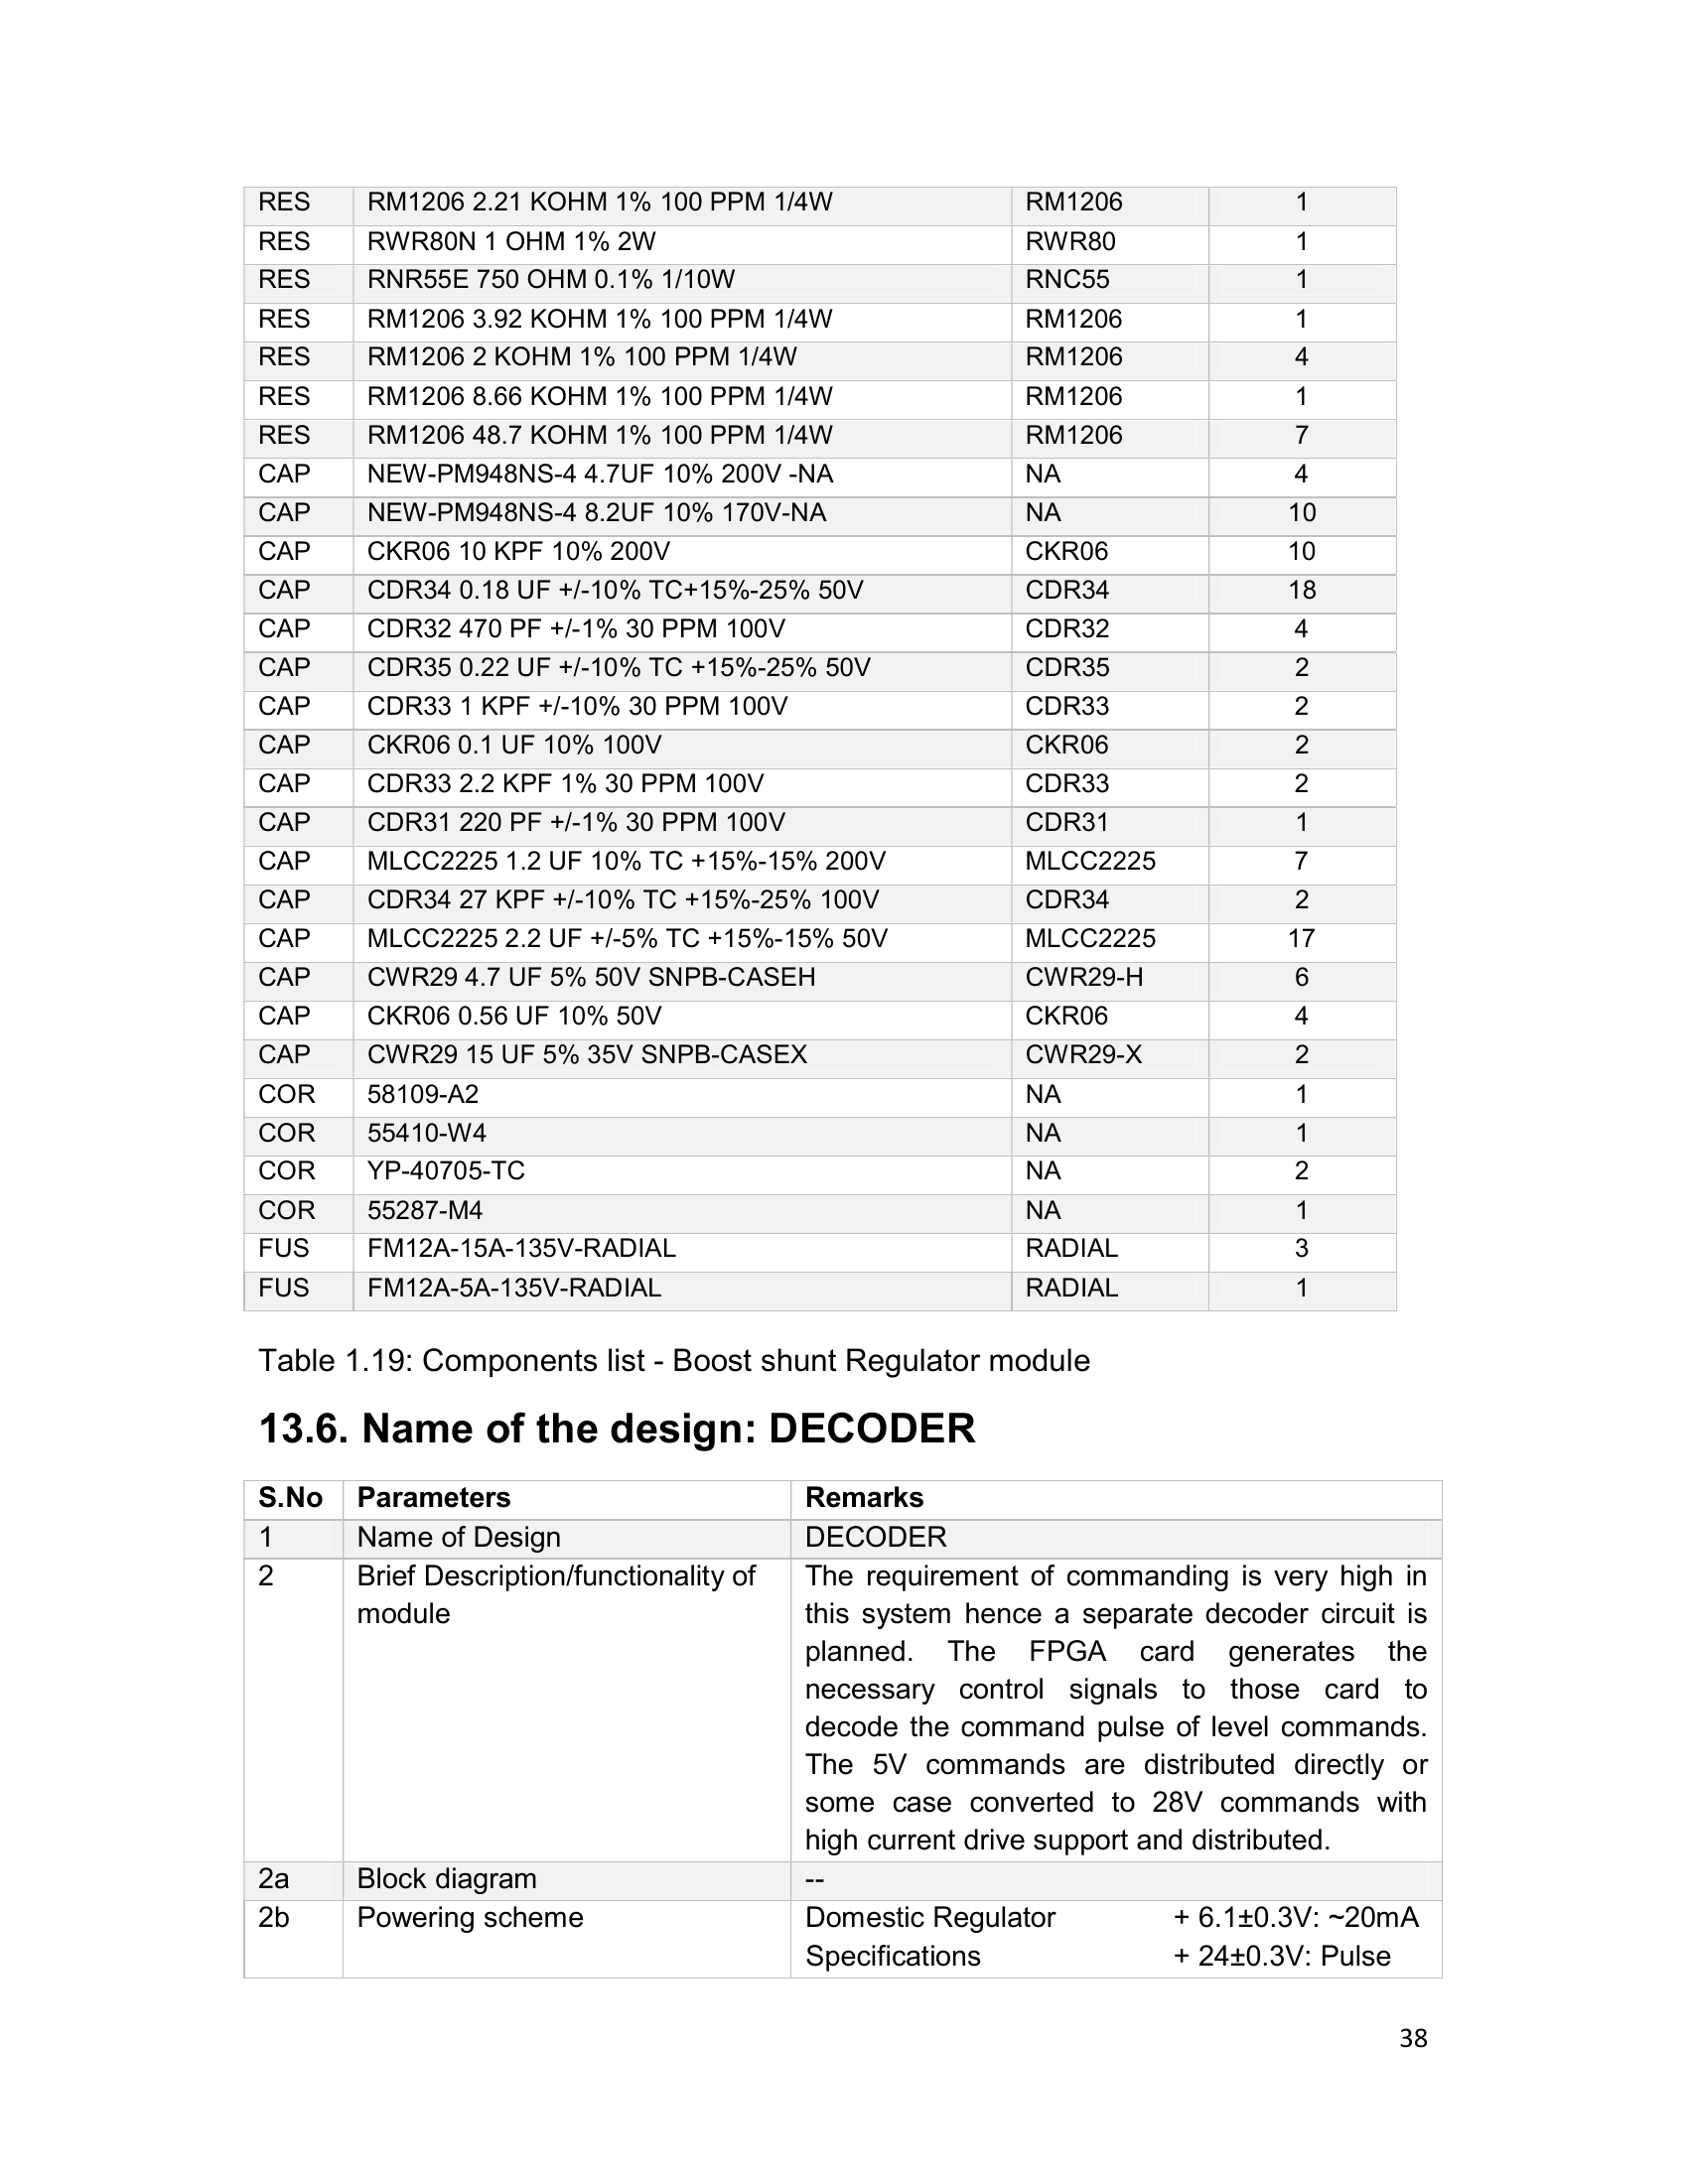 RES RM1206 2.21 KOHM 1% 100 PPM 1/4W RM1206 1
RES RWR80N 1 OHM 1% 2W RWR80 1
RES RNR55E 750 OHM 0.1% 1/10W RNC55 1
RES RM1206 3.92 KOHM 1% 100 PPM 1/4W RM1206 1
RES RM1206 2 KOHM 1% 100 PPM 1/4W RM1206 4
RES RM1206 8.66 KOHM 1% 100 PPM 1/4W RM1206 1
RES RM1206 48.7 KOHM 1% 100 PPM 1/4W RM1206 7
CAP NEW-PM948NS-4 4.7UF 10% 200V -NA NA 4
CAP NEW-PM948NS-4 8.2UF 10% 170V-NA NA 10
CAP CKR06 10 KPF 10% 200V CKR06 10
CAP CDR34 0.18 UF +/-10% TC+15%-25% 50V CDR34 18
CAP CDR32 470 PF +/-1% 30 PPM 100V CDR32 4
CAP CDR35 0.22 UF +/-10% TC +15%-25% 50V CDR35 2
CAP CDR33 1 KPF +/-10% 30 PPM 100V CDR33 2
CAP CKR06 0.1 UF 10% 100V CKR06 2
CAP CDR33 2.2 KPF 1% 30 PPM 100V CDR33 2
CAP CDR31 220 PF +/-1% 30 PPM 100V CDR31 1
CAP MLCC2225 1.2 UF 10% TC +15%-15% 200V MLCC2225 7
CAP CDR34 27 KPF +/-10% TC +15%-25% 100V CDR34 2
CAP MLCC2225 2.2 UF +/-5% TC +15%-15% 50V MLCC2225 17
CAP CWR29 4.7 UF 5% 50V SNPB-CASEH CWR29-H 6
CAP CKR06 0.56 UF 10% 50V CKR06 4
CAP CWR29 15 UF 5% 35V SNPB-CASEX CWR29-X 2
COR 58109-A2 NA 1
COR 55410-W4 NA 1
COR YP-40705-TC NA 2
COR 55287-M4 NA 1
FUS FM12A-15A-135V-RADIAL RADIAL 3
FUS FM12A-5A-135V-RADIAL RADIAL 1
Table 1.19: Components list - Boost shunt Regulator module
13.6. Name of the design: DECODER
S.No Parameters Remarks
1 Name of Design DECODER
2 Brief Description/functionality of The requirement of commanding is very high in
module this system hence a separate decoder circuit is
planned. The FPGA card generates the
necessary control signals to those card to
decode the command pulse of level commands.
The 5V commands are distributed directly or
some case converted to 28V commands with
high current drive support and distributed.
2a Block diagram --
2b Powering scheme Domestic Regulator + 6.1±0.3V: ~20mA
Specifications + 24±0.3V: Pulse
38